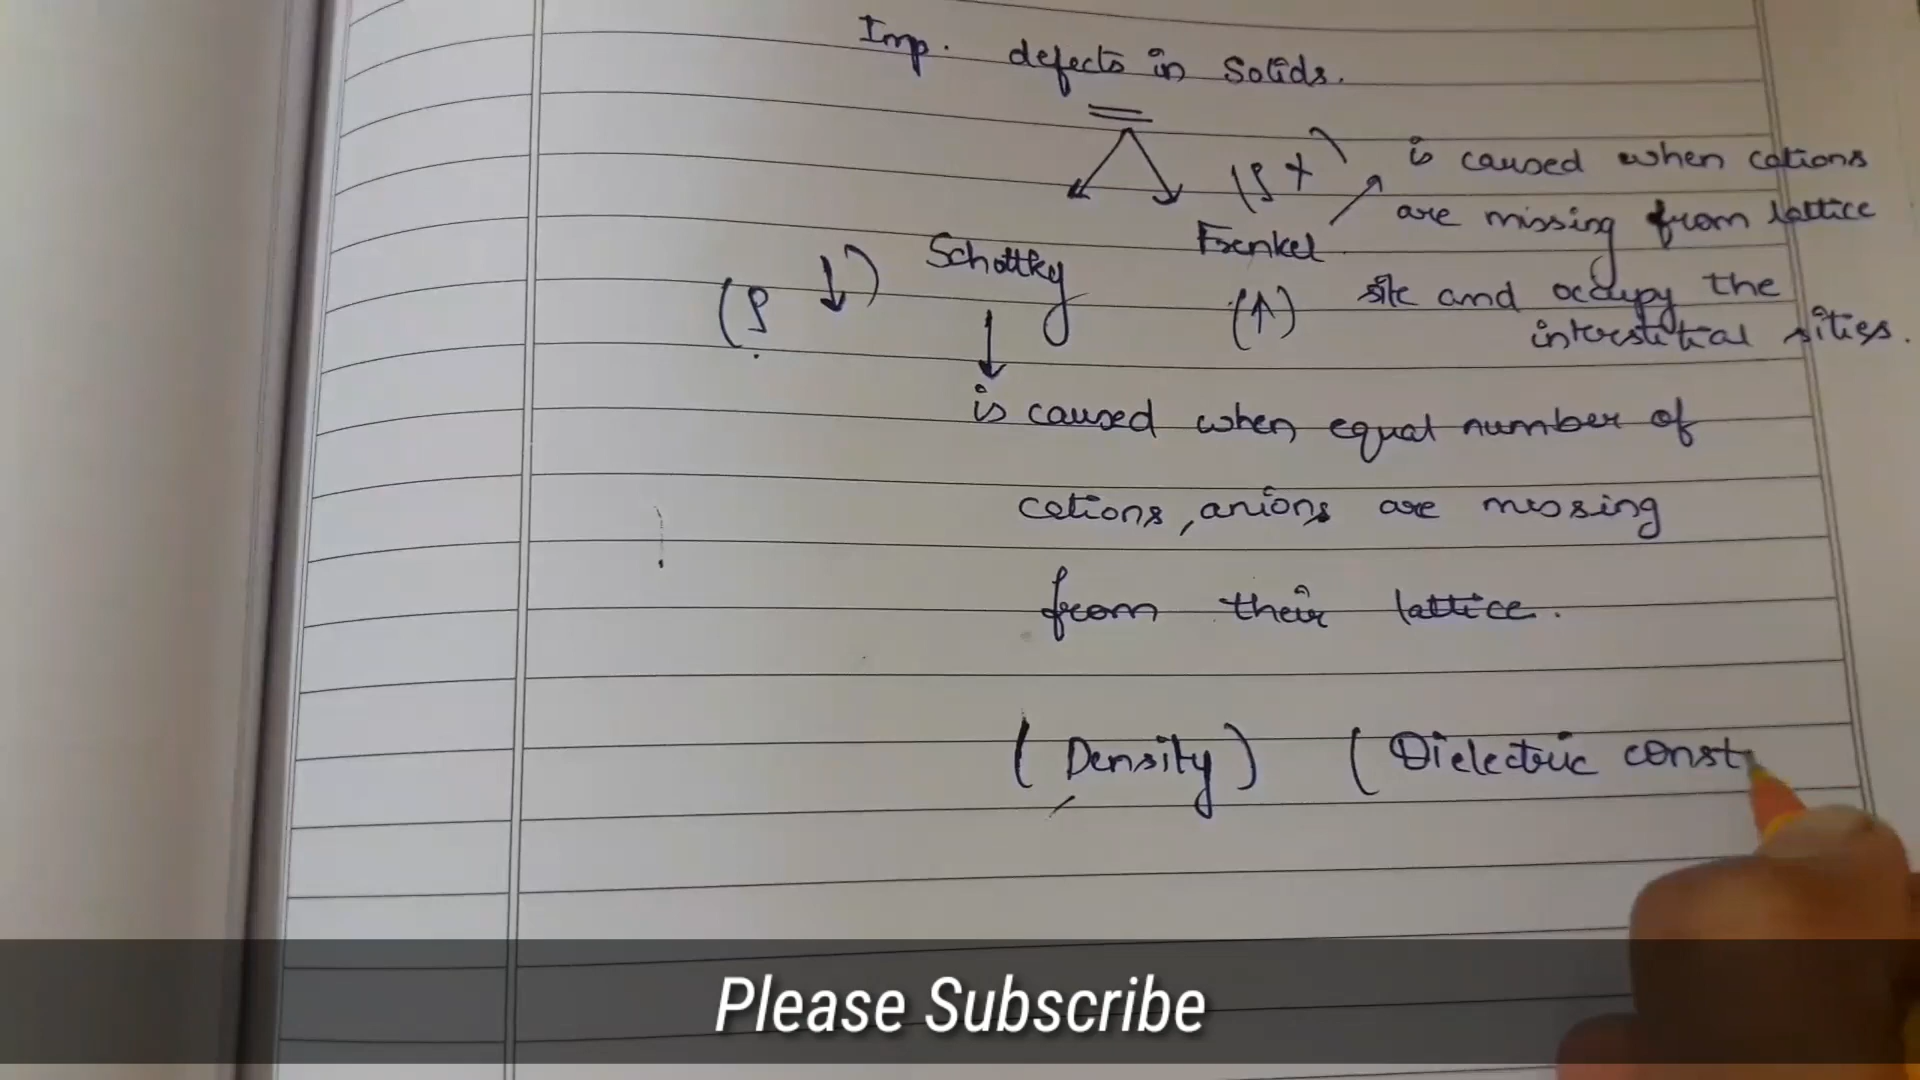 Imp. defects in Solids.
(ρ x) is caused when cations
are missing from lattice
Schottky Frenkel
(ρ ↓) (↑) site and occupy the
interstitial sities.
is caused when equal number of
cations, anions are missing
from their lattice.
(Density) (Dielectric const
Please Subscribe